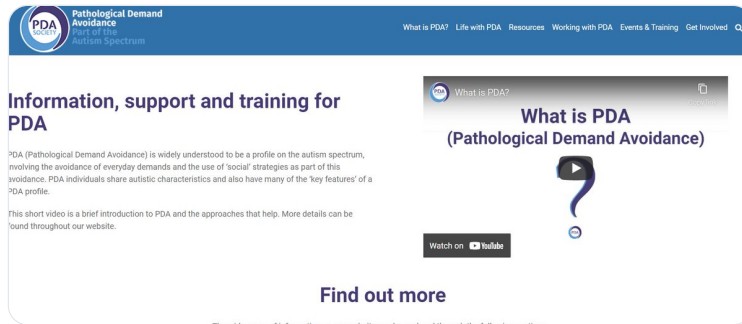 Pathological Demand
Avoidance
Part of the
Autism Spectrum
PDA
SOCIETY
What is PDA? Life with PDA Resources Working with PDA Events & Training Get Involved
Information, support and training for
PDA
PDA (Pathological Demand Avoidance) is widely understood to be a profile on the autism spectrum,
involving the avoidance of everyday demands and the use of 'social' strategies as part of this
avoidance. PDA individuals share autistic characteristics and also have many of the 'key features' of a
PDA profile.
This short video is a brief introduction to PDA and the approaches that help. More details can be
found throughout our website.
PDA What is PDA?
What is PDA
(Pathological Demand Avoidance)
?
PDA
Watch on YouTube
Find out more